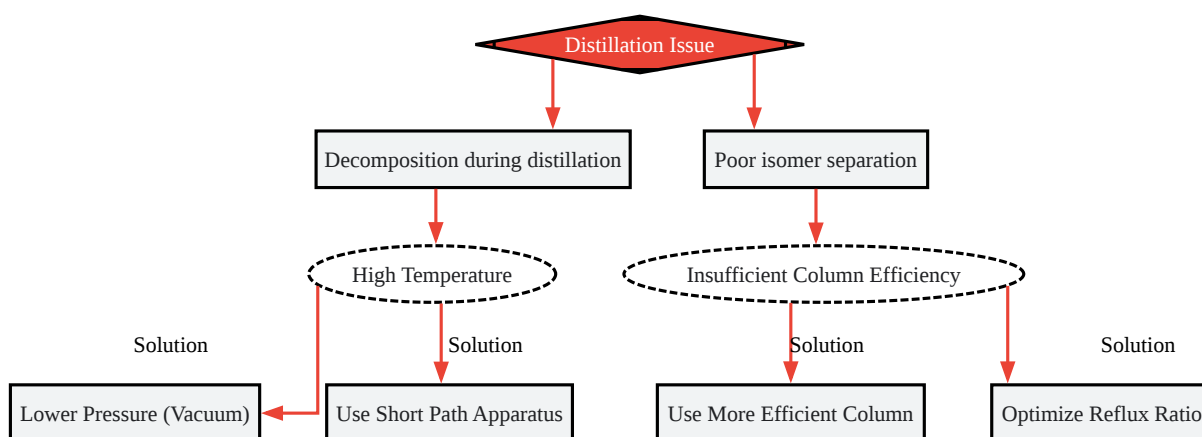 Distillation Issue
Decomposition during distillation
Poor isomer separation
High Temperature
Insufficient Column Efficiency
Solution
Solution
Solution
Solution
Lower Pressure (Vacuum)
Use Short Path Apparatus
Use More Efficient Column
Optimize Reflux Ratio